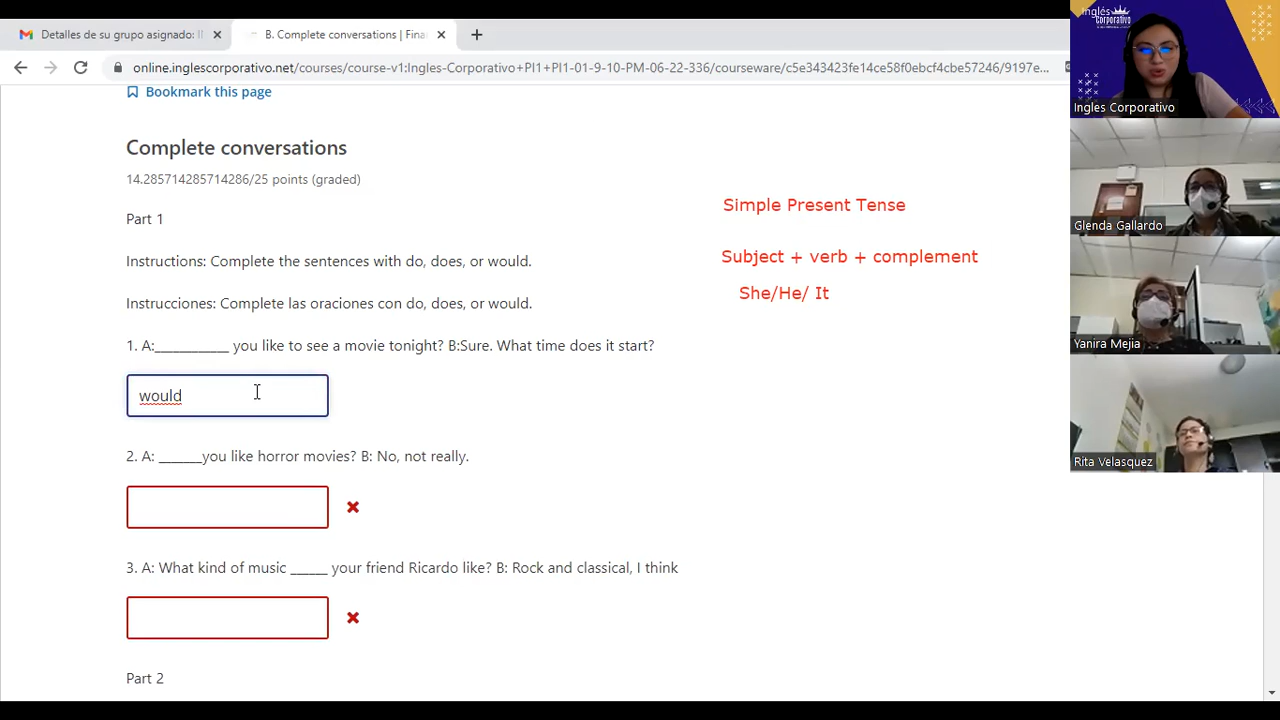 Detalles de su grupo asignado: I
B. Complete conversations | Fina
online.inglescorporativo.net/courses/course-v1:Ingles-Corporativo+PI1+PI1-01-9-10-PM-06-22-336/courseware/c5e343423fe14ce58f0ebcf4cbe57246/9197e...
Bookmark this page
Complete conversations
14.285714285714286/25 points (graded)
Part 1
Instructions: Complete the sentences with do, does, or would.
Instrucciones: Complete las oraciones con do, does, or would.
1. A:____________ you like to see a movie tonight? B:Sure. What time does it start?
would
2. A: _______you like horror movies? B: No, not really.
3. A: What kind of music ______ your friend Ricardo like? B: Rock and classical, I think
Part 2
Simple Present Tense
Subject + verb + complement
She/He/ It
Inglés
Corporativo
Ingles Corporativo
Glenda Gallardo
Yanira Mejia
Rita Velasquez